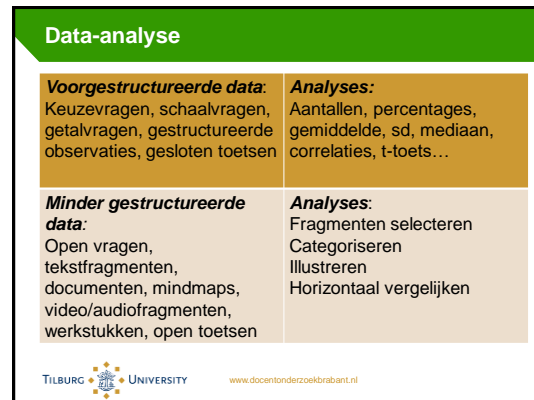 Data-analyse
Voorgestructureerde data:
Keuzevragen, schaalvragen,
getalvragen, gestructureerde
observaties, gesloten toetsen
Analyses:
Aantallen, percentages,
gemiddelde, sd, mediaan,
correlaties, t-toets…
Minder gestructureerde
data:
Open vragen,
tekstfragmenten,
documenten, mindmaps,
video/audiofragmenten,
werkstukken, open toetsen
Analyses:
Fragmenten selecteren
Categoriseren
Illustreren
Horizontaal vergelijken
TILBURG UNIVERSITY
www.docentonderzoekbrabant.nl